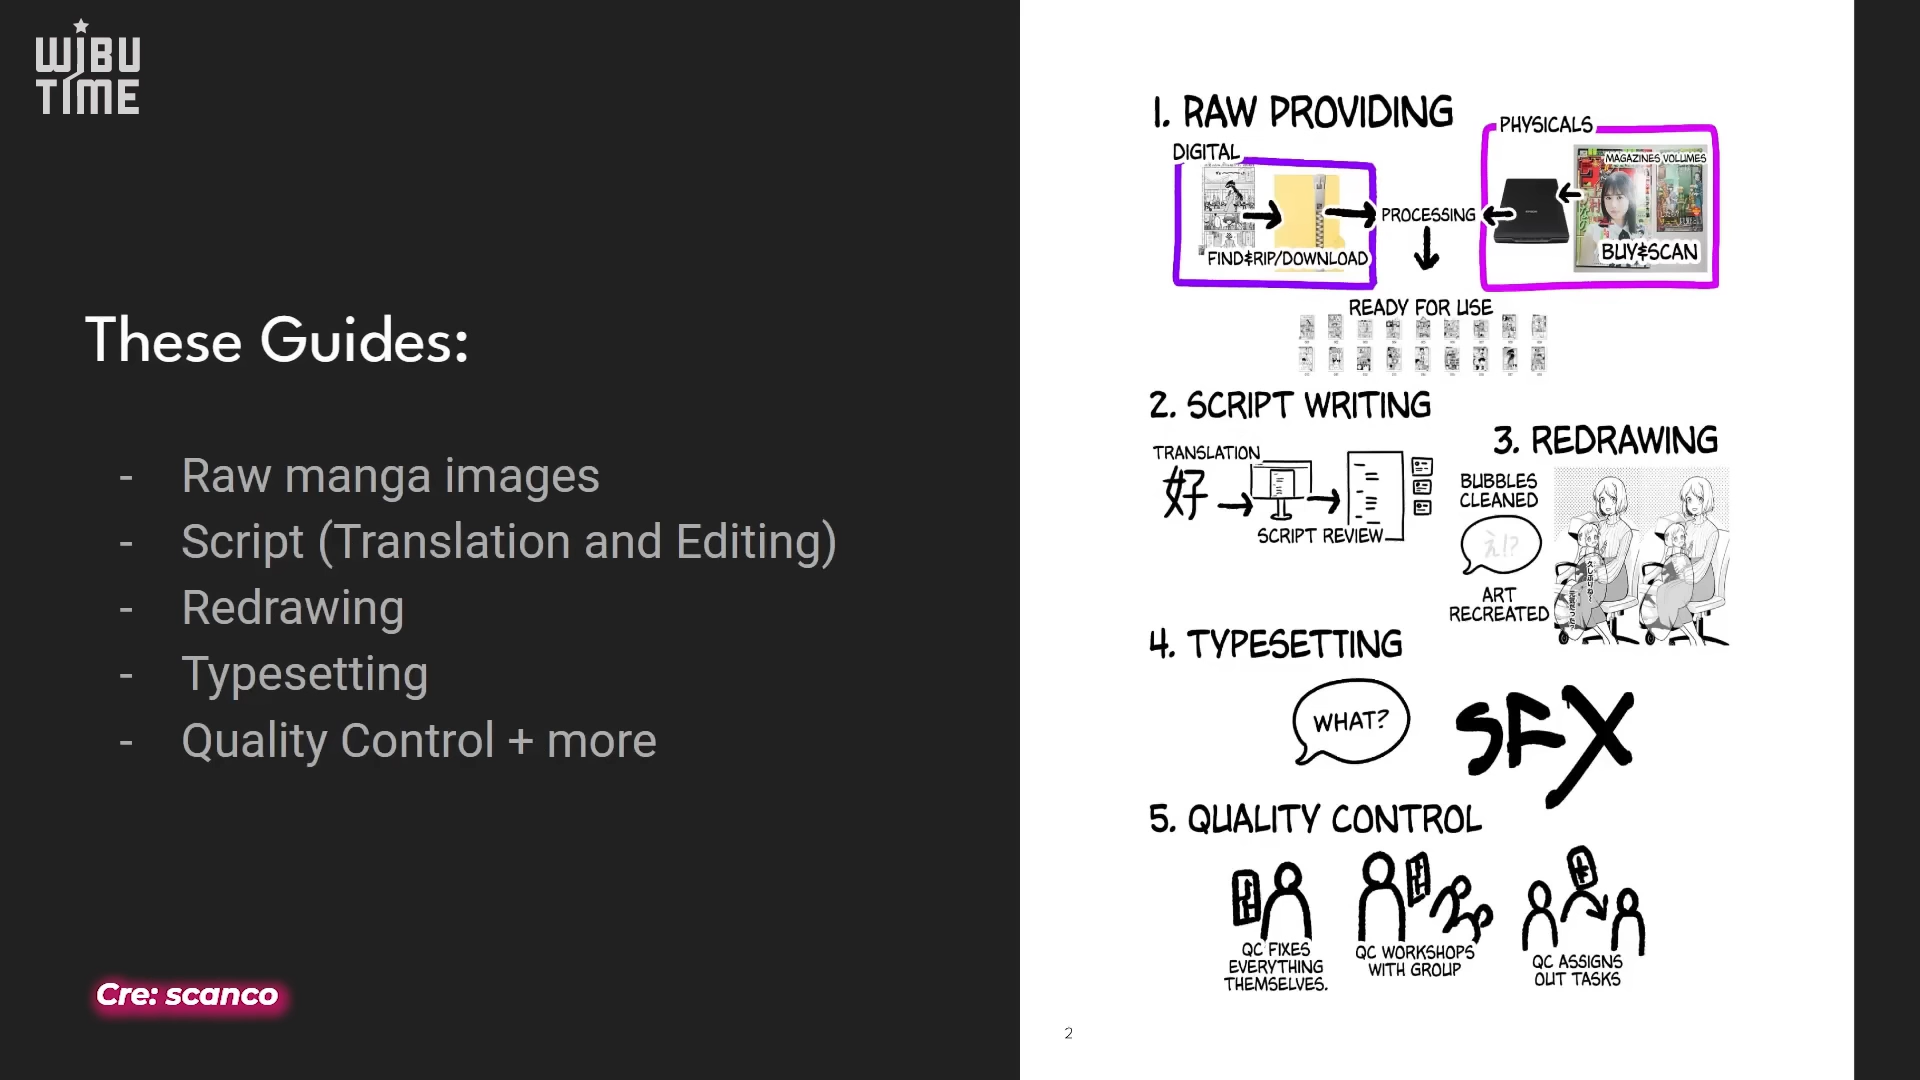 WIBU
TIME
These Guides:
- Raw manga images
- Script (Translation and Editing)
- Redrawing
- Typesetting
- Quality Control + more
Cre: scanco
1. RAW PROVIDING
DIGITAL
FIND&RIP/DOWNLOAD
PROCESSING
PHYSICALS
MAGAZINES VOLUMES
BUY&SCAN
READY FOR USE
2. SCRIPT WRITING
TRANSLATION
好
SCRIPT REVIEW
3. REDRAWING
BUBBLES
CLEANED
え!?
ART
RECREATED
4. TYPESETTING
WHAT?
SFX
5. QUALITY CONTROL
QC FIXES
EVERYTHING
THEMSELVES.
QC WORKSHOPS
WITH GROUP
QC ASSIGNS
OUT TASKS
2